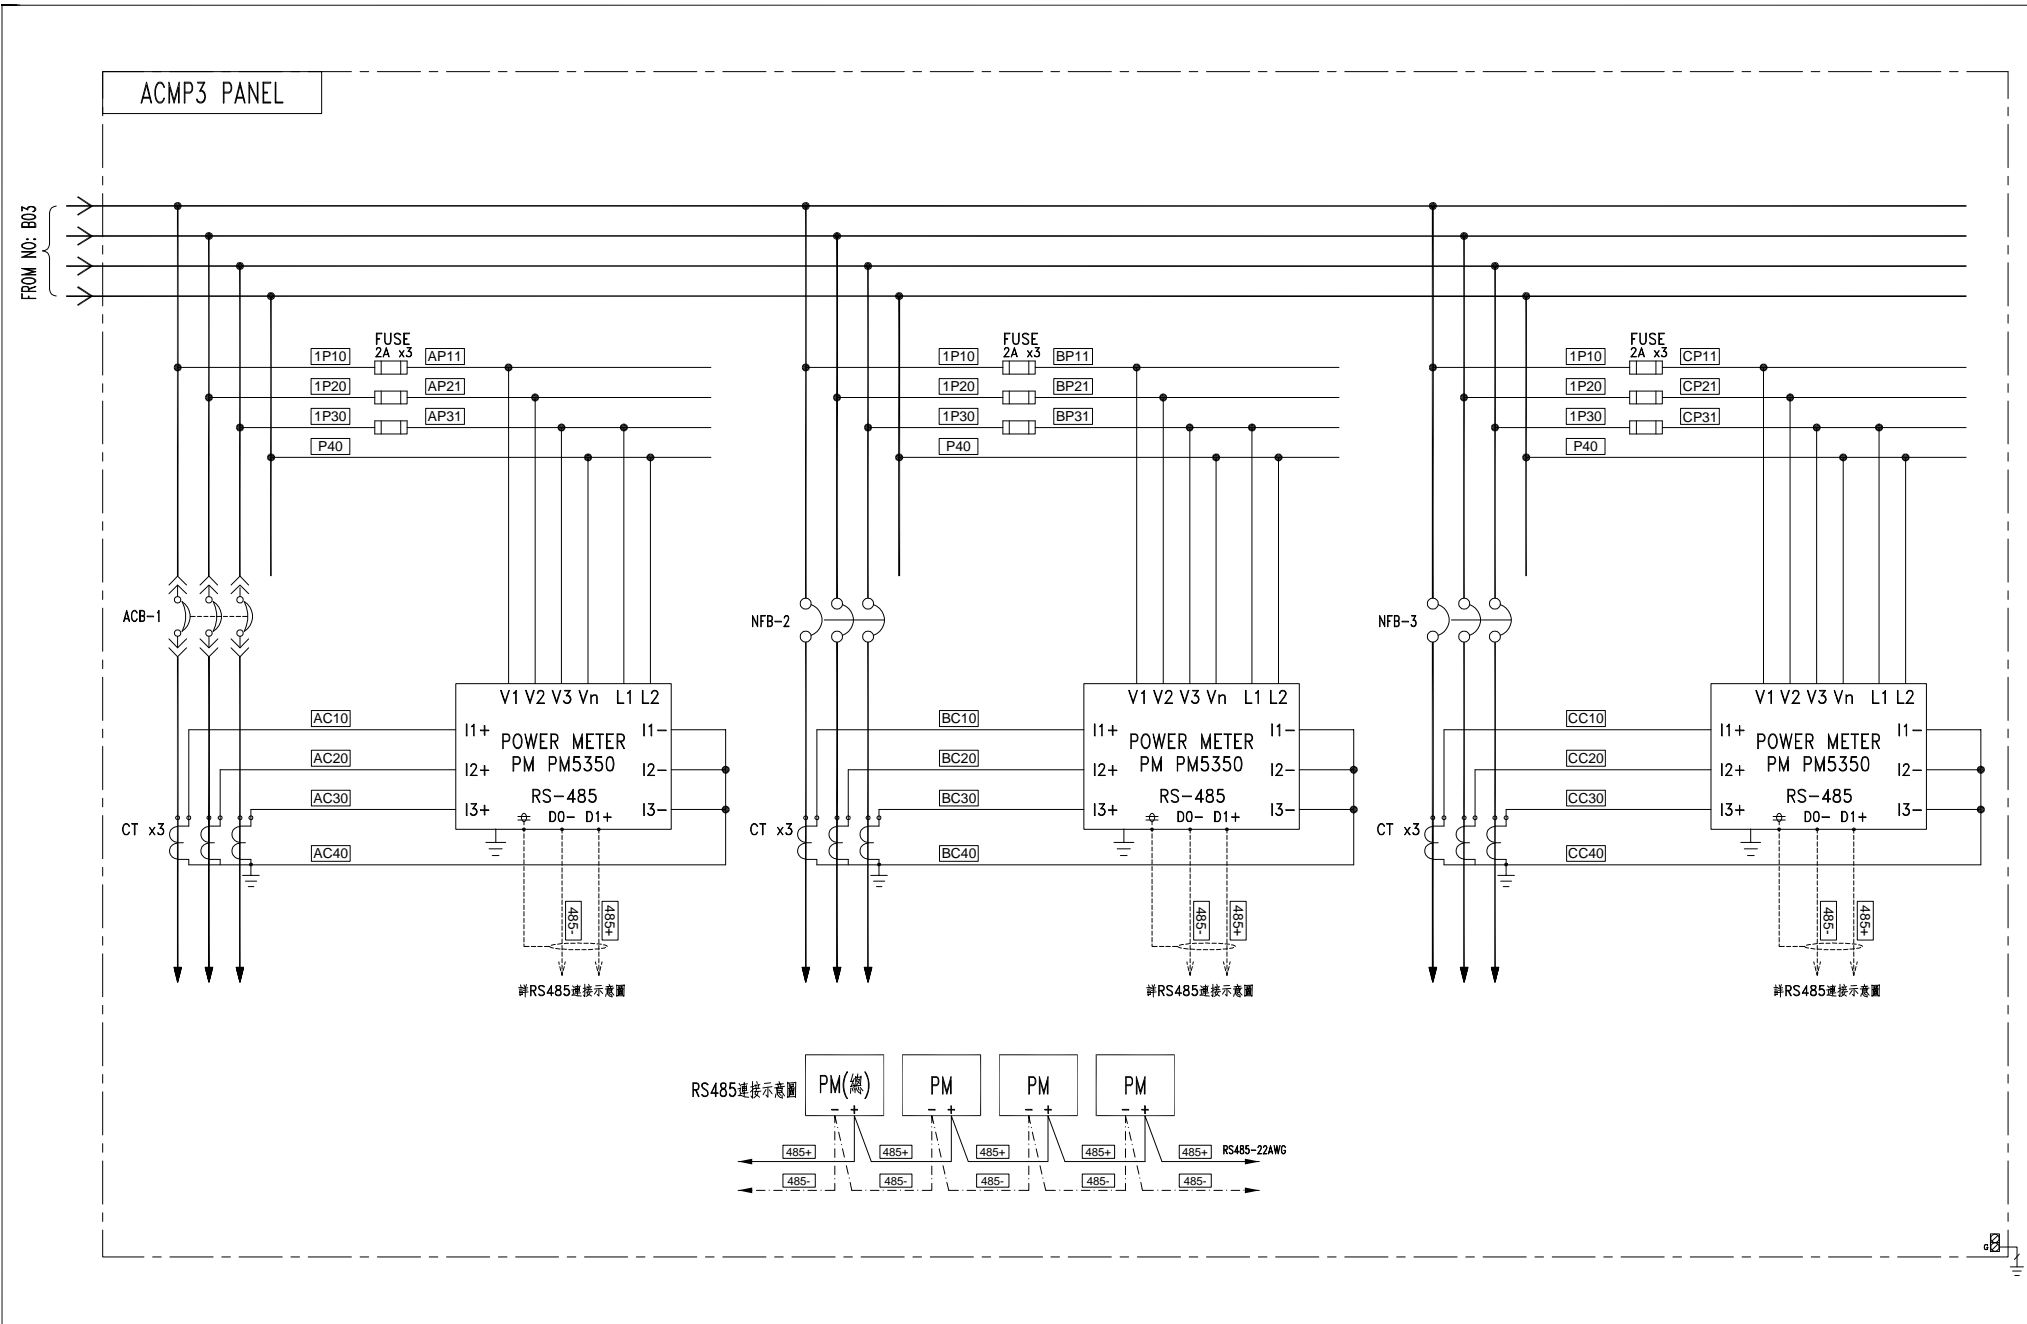 ACMP3 PANEL
FROM NO: B03
FUSE
2A x3
1P10
AP11
1P20
AP21
1P30
AP31
P40
ACB-1
V1 V2 V3 Vn L1 L2
I1+ I1-
POWER METER
PM PM5350
I2+ I2-
RS-485
I3+ I3-
D0- D1+
AC10
AC20
AC30
CT x3
AC40
485-
485+
詳RS485連接示意圖
FUSE
2A x3
1P10
BP11
1P20
BP21
1P30
BP31
P40
NFB-2
V1 V2 V3 Vn L1 L2
I1+ I1-
POWER METER
PM PM5350
I2+ I2-
RS-485
I3+ I3-
D0- D1+
BC10
BC20
BC30
CT x3
BC40
485-
485+
詳RS485連接示意圖
FUSE
2A x3
1P10
CP11
1P20
CP21
1P30
CP31
P40
NFB-3
V1 V2 V3 Vn L1 L2
I1+ I1-
POWER METER
PM PM5350
I2+ I2-
RS-485
I3+ I3-
D0- D1+
CC10
CC20
CC30
CT x3
CC40
485-
485+
詳RS485連接示意圖
RS485連接示意圖
PM(總) PM PM PM
- + - + - + - +
485+ 485+ 485+ 485+ 485+ RS485-22AWG
485- 485- 485- 485- 485-
G